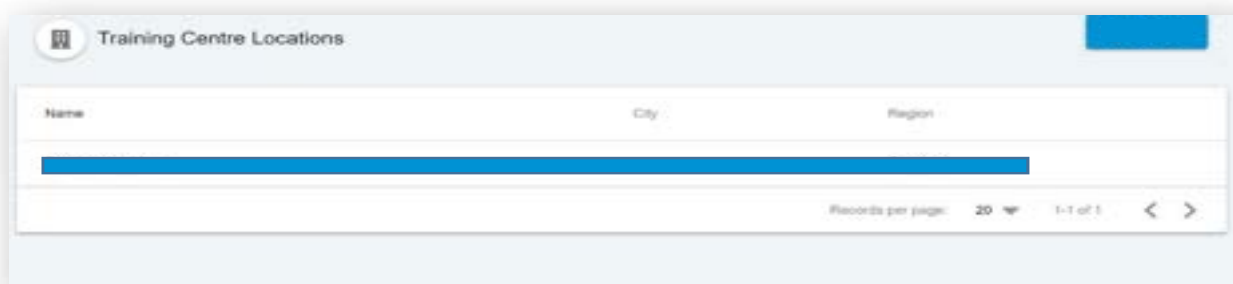 Training Centre Locations
Name City Region
Records per page: 20 1-1 of 1